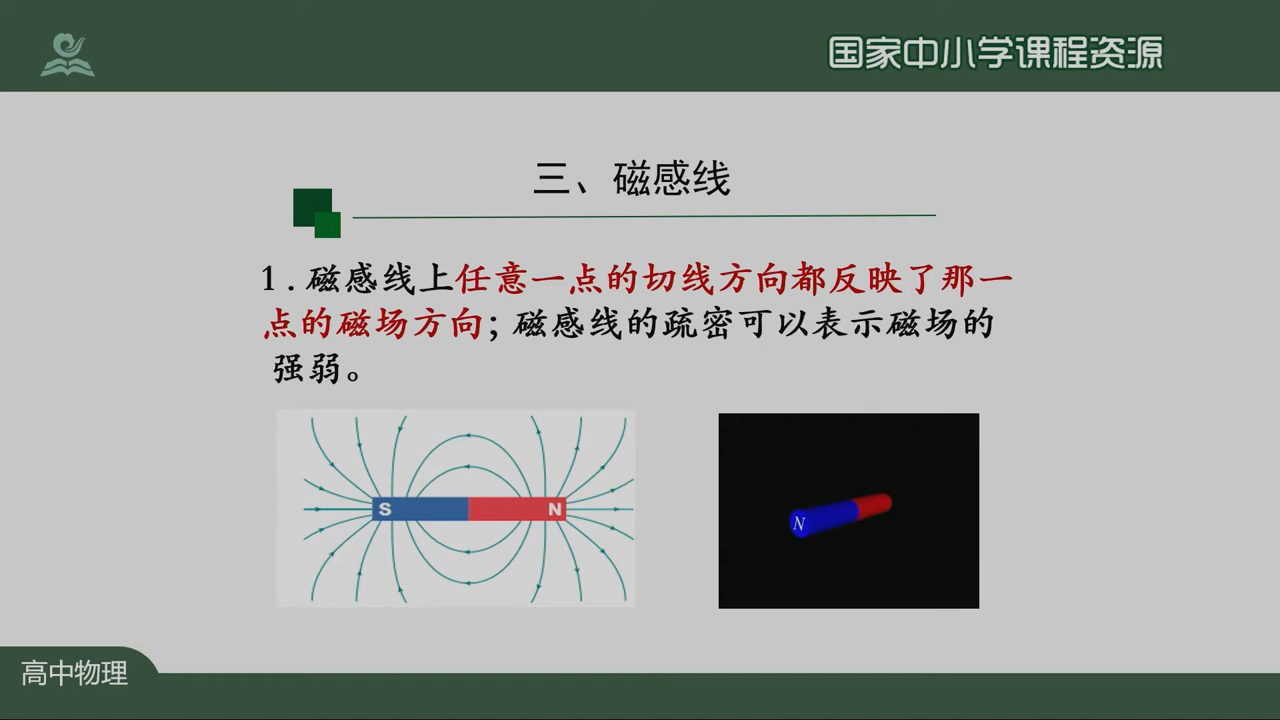 国家中小学课程资源
三、磁感线
1.磁感线上任意一点的切线方向都反映了那一
点的磁场方向;磁感线的疏密可以表示磁场的
强弱。
S N
N
高中物理